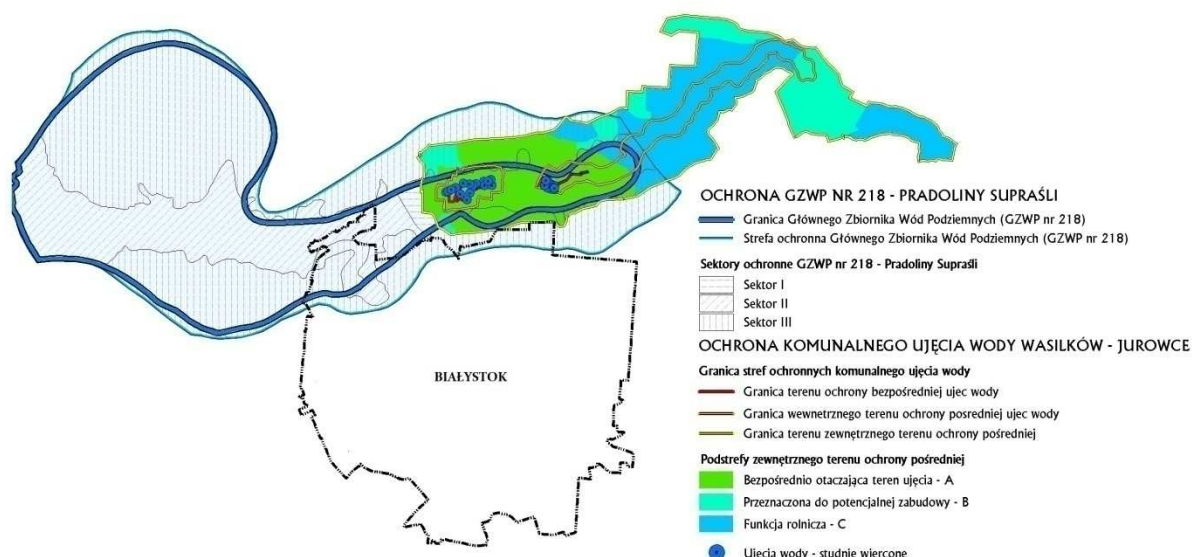 OCHRONA GZWP NR 218 - PRADOLINY SUPRAŚLI
Granica Głównego Zbiornika Wód Podziemnych (GZWP nr 218)
Strefa ochronna Głównego Zbiornika Wód Podziemnych (GZWP nr 218)
Sektory ochronne GZWP nr 218 - Pradoliny Supraśli
Sektor I
Sektor II
Sektor III
OCHRONA KOMUNALNEGO UJĘCIA WODY WASILKÓW - JUROWCE
Granica stref ochronnych komunalnego ujęcia wody
Granica terenu ochrony bezpośredniej ujec wody
Granica wewnetrznego terenu ochrony posredniej ujec wody
Granica terenu zewnętrznego terenu ochrony pośredniej
Podstrefy zewnętrznego terenu ochrony pośredniej
Bezpośrednio otaczająca teren ujęcia - A
Przeznaczona do potencjalnej zabudowy - B
Funkcja rolnicza - C
Ujęcia wody - studnie wiercone
BIAŁYSTOK